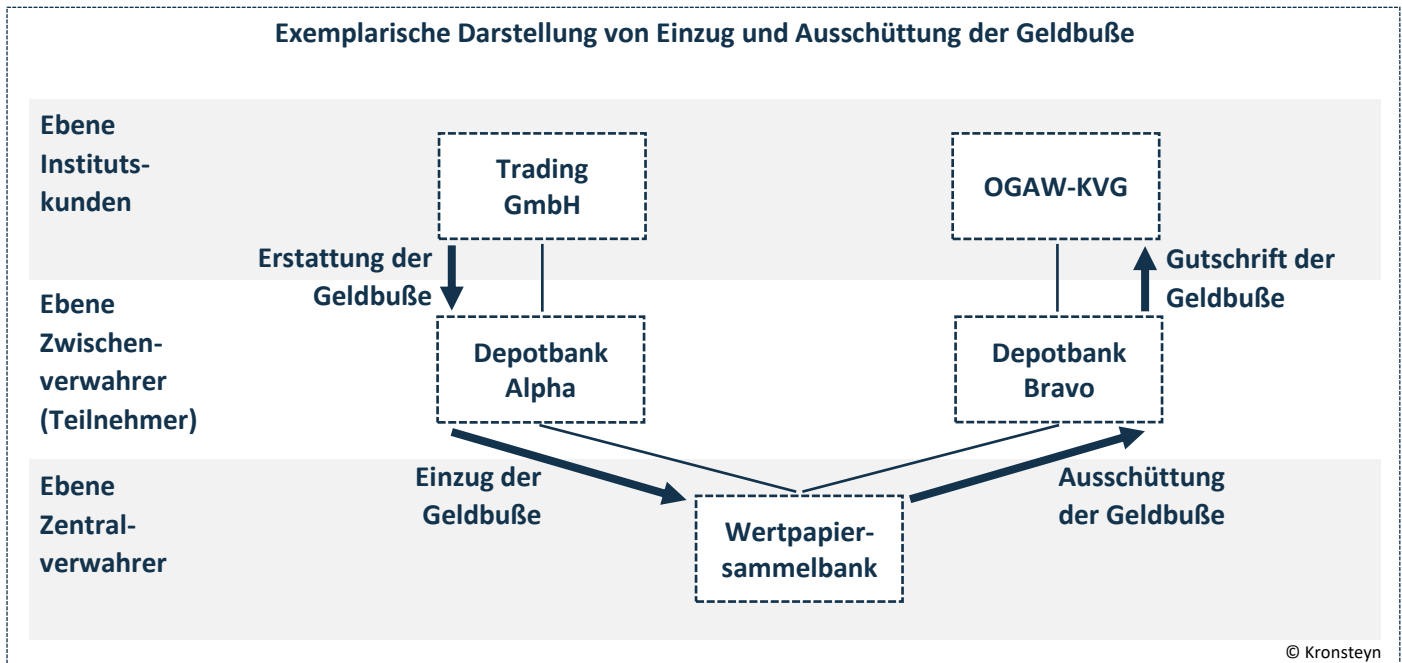 Exemplarische Darstellung von Einzug und Ausschüttung der Geldbuße
Ebene
Instituts-
kunden
Trading
GmbH
OGAW-KVG
Erstattung der
Geldbuße
Gutschrift der
Geldbuße
Ebene
Zwischen-
verwahrer
(Teilnehmer)
Depotbank
Alpha
Depotbank
Bravo
Ebene
Zentral-
verwahrer
Einzug der
Geldbuße
Wertpapier-
sammelbank
Ausschüttung
der Geldbuße
© Kronsteyn